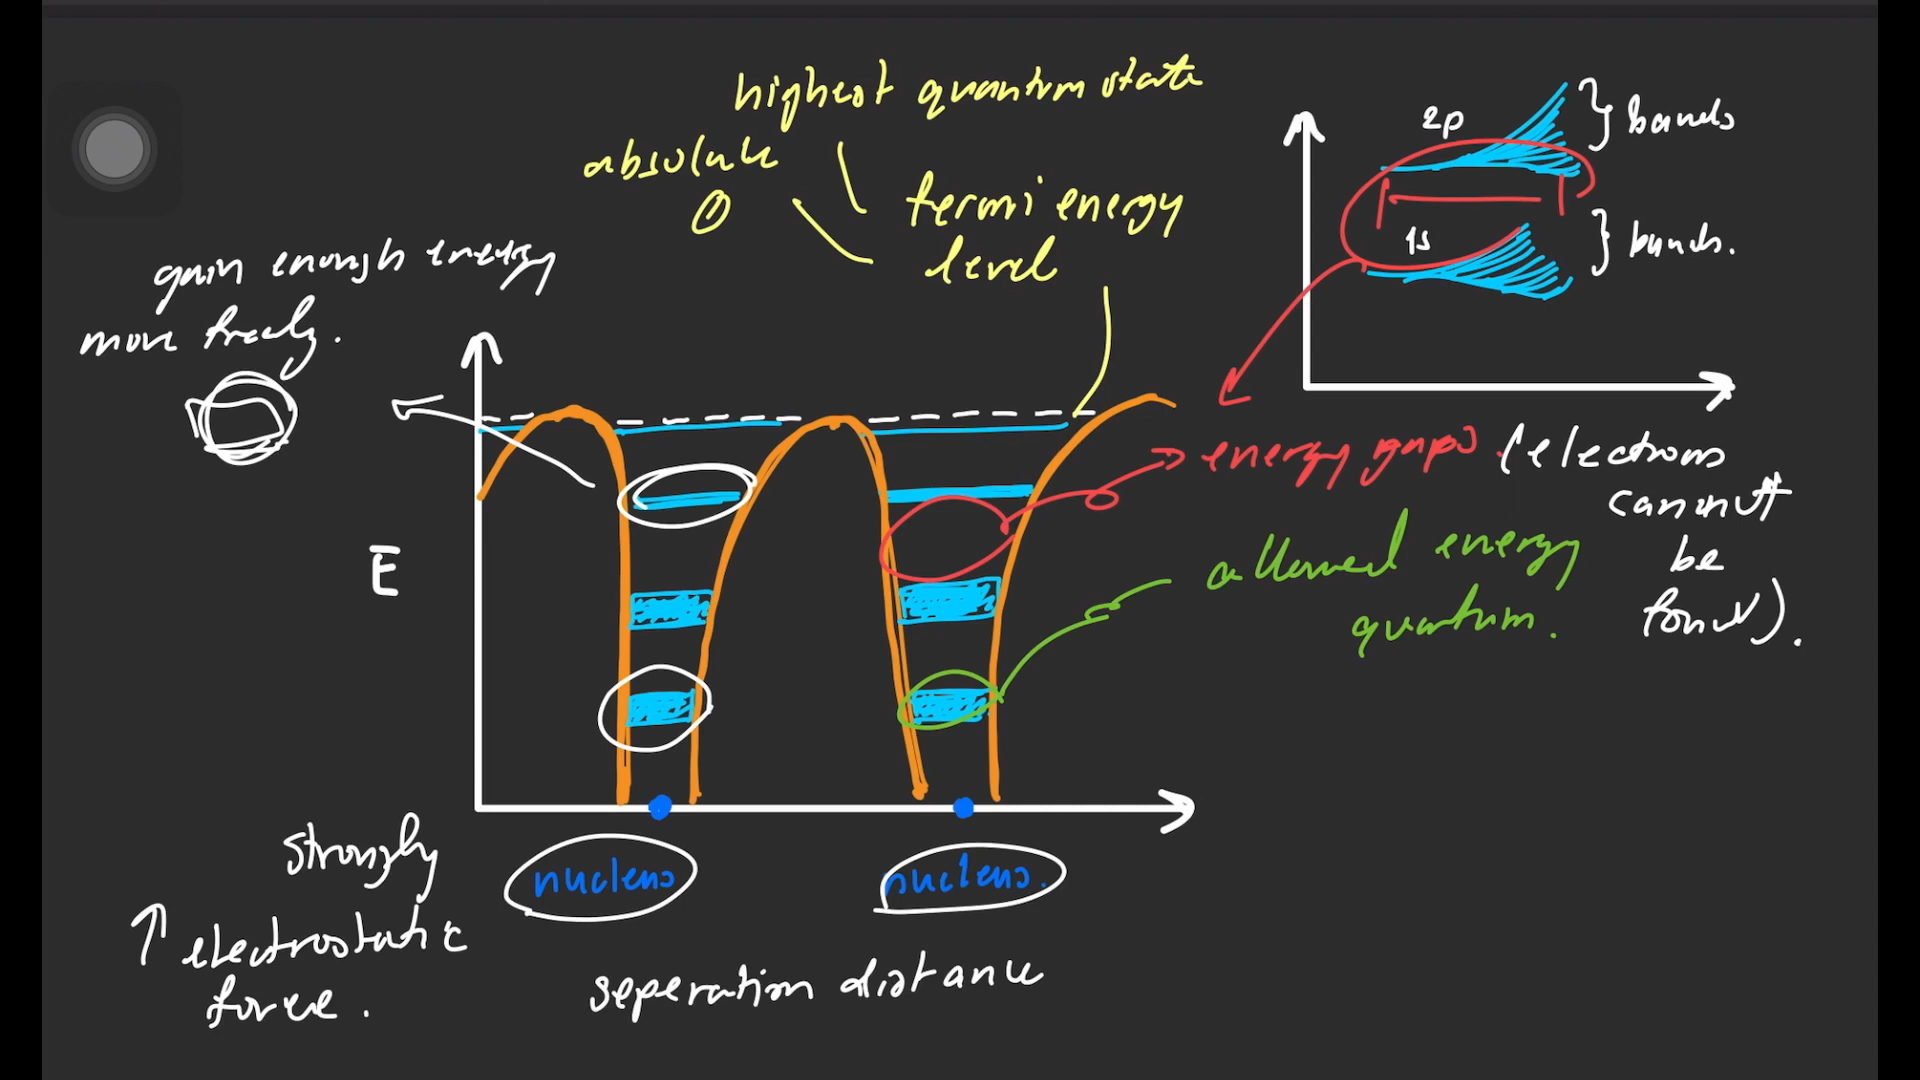 highest quantum state
absolute
0
fermi energy
level
gain enough energy
move freely.
2p
} bands
1s
} bands.
energy gaps. (electrons
cannot
be
found).
allowed energy
quantum.
E
nucleus
nucleus.
strongly
↑ electrostatic
force.
seperation distance